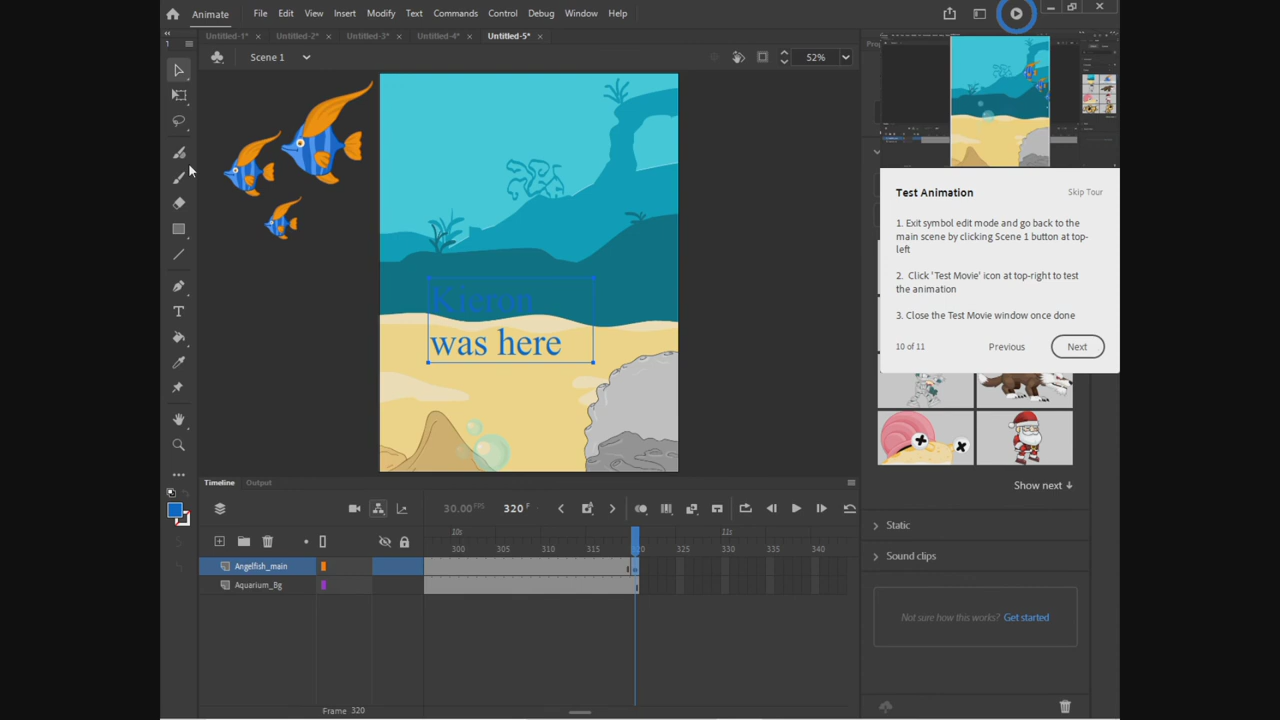 Animate File Edit View Insert Modify Text Commands Control Debug Window Help
Untitled-1* × Untitled-2* × Untitled-3* × Untitled-4* × Untitled-5* ×
Scene 1 52%
Test Animation Skip Tour
1. Exit symbol edit mode and go back to the
main scene by clicking Scene 1 button at top-
left
2. Click 'Test Movie' icon at top-right to test
the animation
3. Close the Test Movie window once done
10 of 11 Previous Next
Kieron
was here
Show next
Static
Sound clips
Not sure how this works? Get started
Timeline Output
30.00 FPS 320 F
10s 11s
300 305 310 315 320 325 330 335 340
Angelfish_main
Aquarium_Bg
Frame 320